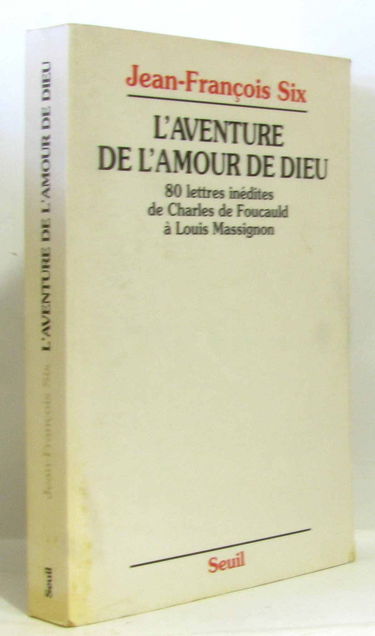 Jean-François Six
L'AVENTURE
DE L'AMOUR DE DIEU
80 lettres inédites
de Charles de Foucauld
à Louis Massignon
Seuil
Jean-François Six L'AVENTURE DE L'AMOUR DE DIEU
Seuil